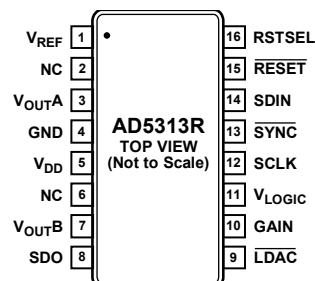 VREF 1
NC 2
VOUTA 3
GND 4
VDD 5
NC 6
VOUTB 7
SDO 8
AD5313R
TOP VIEW
(Not to Scale)
16 RSTSEL
15 RESET
14 SDIN
13 SYNC
12 SCLK
11 VLOGIC
10 GAIN
9 LDAC